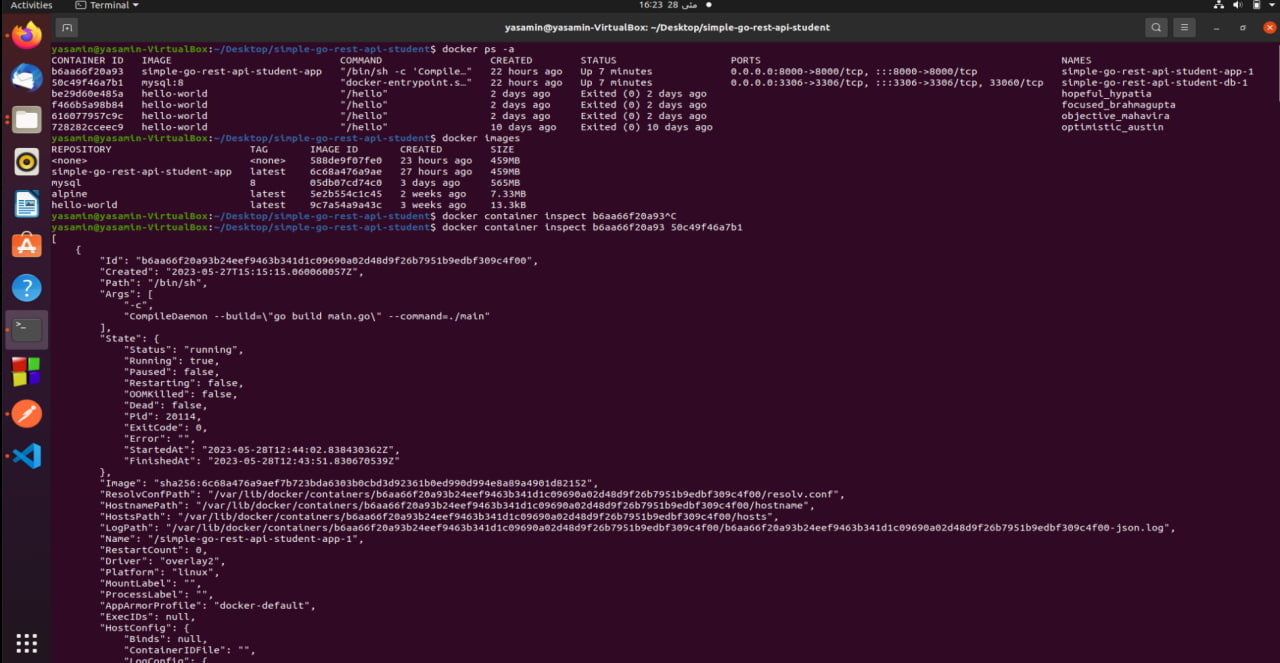 Activities Terminal 16:23 28 مئی
yasamin@yasamin-VirtualBox: ~/Desktop/simple-go-rest-api-student
yasamin@yasamin-VirtualBox:~/Desktop/simple-go-rest-api-student$ docker ps -a
CONTAINER ID IMAGE COMMAND CREATED STATUS PORTS NAMES
b6aa66f20a93 simple-go-rest-api-student-app "/bin/sh -c 'Compile…" 22 hours ago Up 7 minutes 0.0.0.0:8000->8000/tcp, :::8000->8000/tcp simple-go-rest-api-student-app-1
50c49f46a7b1 mysql:8 "docker-entrypoint.s…" 22 hours ago Up 7 minutes 0.0.0.0:3306->3306/tcp, :::3306->3306/tcp, 33060/tcp simple-go-rest-api-student-db-1
be29d60e485a hello-world "/hello" 2 days ago Exited (0) 2 days ago hopeful_hypatia
f466b5a98b84 hello-world "/hello" 2 days ago Exited (0) 2 days ago focused_brahmagupta
616077957c9c hello-world "/hello" 2 days ago Exited (0) 2 days ago objective_mahavira
728282cceec9 hello-world "/hello" 10 days ago Exited (0) 10 days ago optimistic_austin
yasamin@yasamin-VirtualBox:~/Desktop/simple-go-rest-api-student$ docker images
REPOSITORY TAG IMAGE ID CREATED SIZE
<none> <none> 588de9f07fe0 23 hours ago 459MB
simple-go-rest-api-student-app latest 6c68a476a9ae 27 hours ago 459MB
mysql 8 05db07cd74c0 3 days ago 565MB
alpine latest 5e2b554c1c45 2 weeks ago 7.33MB
hello-world latest 9c7a54a9a43c 3 weeks ago 13.3kB
yasamin@yasamin-VirtualBox:~/Desktop/simple-go-rest-api-student$ docker container inspect b6aa66f20a93^C
yasamin@yasamin-VirtualBox:~/Desktop/simple-go-rest-api-student$ docker container inspect b6aa66f20a93 50c49f46a7b1
[
{
"Id": "b6aa66f20a93b24eef9463b341d1c09690a02d48d9f26b7951b9edbf309c4f00",
"Created": "2023-05-27T15:15:15.060060057Z",
"Path": "/bin/sh",
"Args": [
"-c",
"CompileDaemon --build=\"go build main.go\" --command=./main"
],
"State": {
"Status": "running",
"Running": true,
"Paused": false,
"Restarting": false,
"OOMKilled": false,
"Dead": false,
"Pid": 20114,
"ExitCode": 0,
"Error": "",
"StartedAt": "2023-05-28T12:44:02.838430362Z",
"FinishedAt": "2023-05-28T12:43:51.830670539Z"
},
"Image": "sha256:6c68a476a9aef7b723bda6303b0cbd3d92361b0ed990d994e8a89a4901d82152",
"ResolvConfPath": "/var/lib/docker/containers/b6aa66f20a93b24eef9463b341d1c09690a02d48d9f26b7951b9edbf309c4f00/resolv.conf",
"HostnamePath": "/var/lib/docker/containers/b6aa66f20a93b24eef9463b341d1c09690a02d48d9f26b7951b9edbf309c4f00/hostname",
"HostsPath": "/var/lib/docker/containers/b6aa66f20a93b24eef9463b341d1c09690a02d48d9f26b7951b9edbf309c4f00/hosts",
"LogPath": "/var/lib/docker/containers/b6aa66f20a93b24eef9463b341d1c09690a02d48d9f26b7951b9edbf309c4f00/b6aa66f20a93b24eef9463b341d1c09690a02d48d9f26b7951b9edbf309c4f00-json.log",
"Name": "/simple-go-rest-api-student-app-1",
"RestartCount": 0,
"Driver": "overlay2",
"Platform": "linux",
"MountLabel": "",
"ProcessLabel": "",
"AppArmorProfile": "docker-default",
"ExecIDs": null,
"HostConfig": {
"Binds": null,
"ContainerIDFile": "",
"LogConfig": {